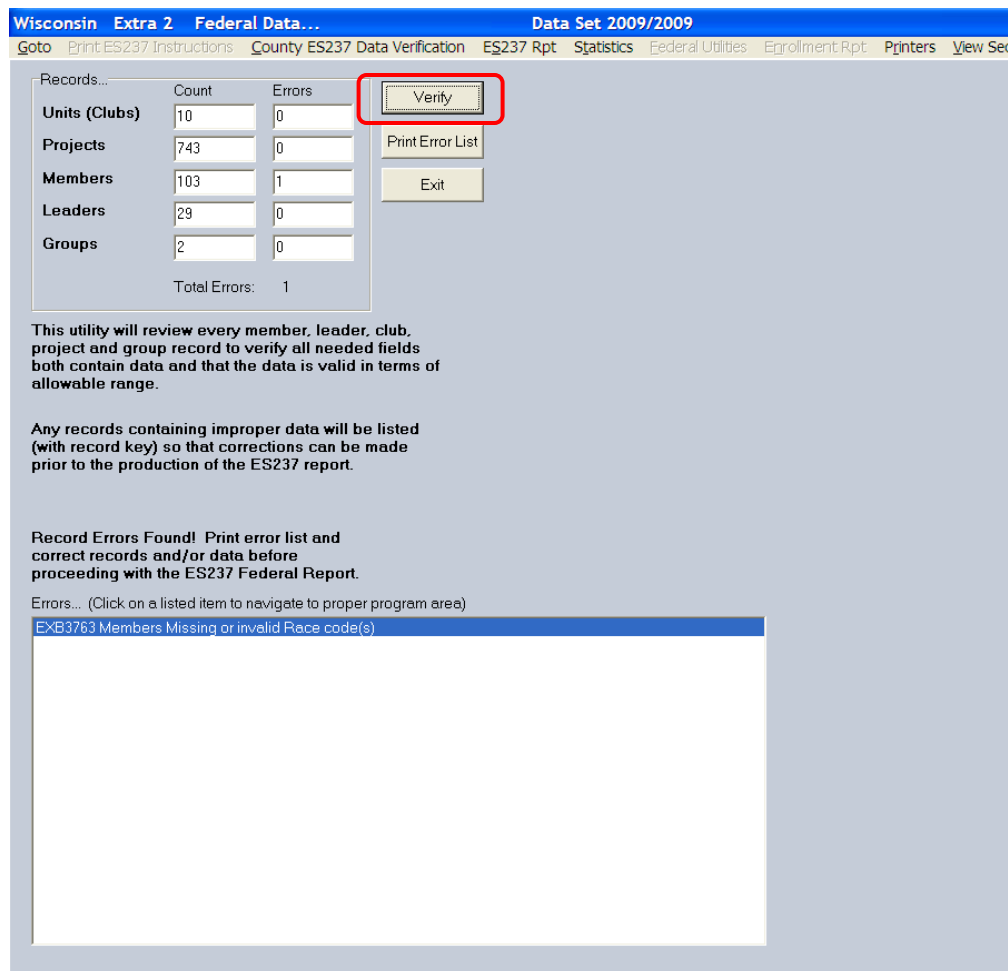 Wisconsin Extra 2 Federal Data... Data Set 2009/2009
Goto Print ES237 Instructions County ES237 Data Verification ES237 Rpt Statistics Federal Utilities Enrollment Rpt Printers View Sec
Records...
Count Errors
Verify
Units (Clubs) 10 0
Projects 743 0
Print Error List
Members 103 1
Exit
Leaders 29 0
Groups 2 0
Total Errors: 1
This utility will review every member, leader, club,
project and group record to verify all needed fields
both contain data and that the data is valid in terms of
allowable range.
Any records containing improper data will be listed
(with record key) so that corrections can be made
prior to the production of the ES237 report.
Record Errors Found! Print error list and
correct records and/or data before
proceeding with the ES237 Federal Report.
Errors... (Click on a listed item to navigate to proper program area)
EXB3763 Members Missing or invalid Race code(s)